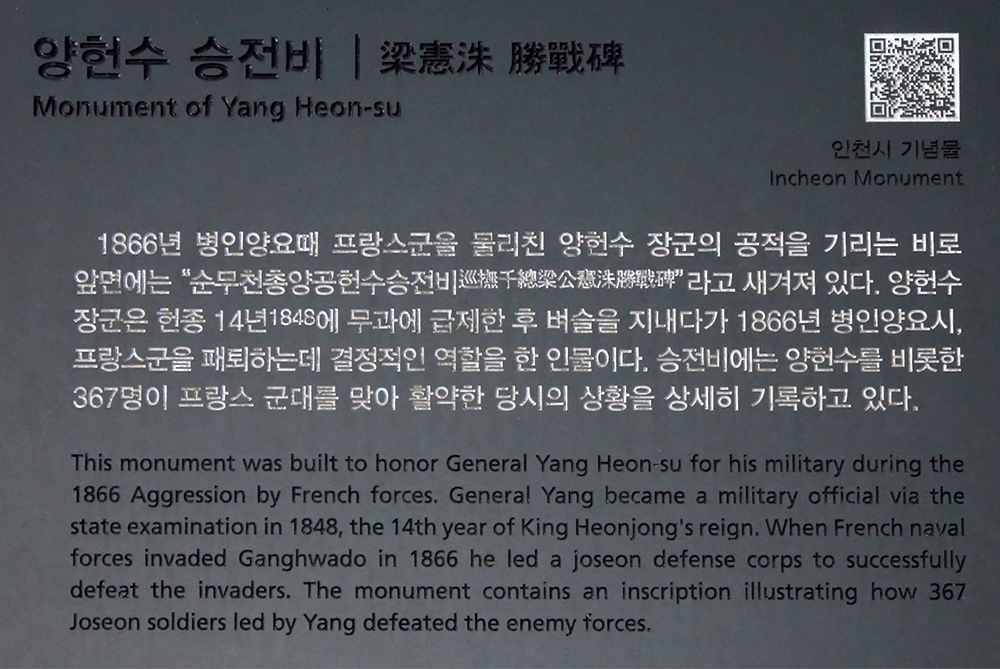 양헌수 승전비 | 梁憲洙 勝戰碑
Monument of Yang Heon-su
인천시 기념물
Incheon Monument
1866년 병인양요때 프랑스군을 물리친 양헌수 장군의 공적을 기리는 비로
앞면에는 “순무천총양공헌수승전비巡撫千總梁公憲洙勝戰碑”라고 새겨져 있다. 양헌수
장군은 헌종 14년1848에 무과에 급제한 후 벼슬을 지내다가 1866년 병인양요시,
프랑스군을 패퇴하는데 결정적인 역할을 한 인물이다. 승전비에는 양헌수를 비롯한
367명이 프랑스 군대를 맞아 활약한 당시의 상황을 상세히 기록하고 있다.
This monument was built to honor General Yang Heon-su for his military during the
1866 Aggression by French forces. General Yang became a military official via the
state examination in 1848, the 14th year of King Heonjong's reign. When French naval
forces invaded Ganghwado in 1866 he led a joseon defense corps to successfully
defeat the invaders. The monument contains an inscription illustrating how 367
Joseon soldiers led by Yang defeated the enemy forces.